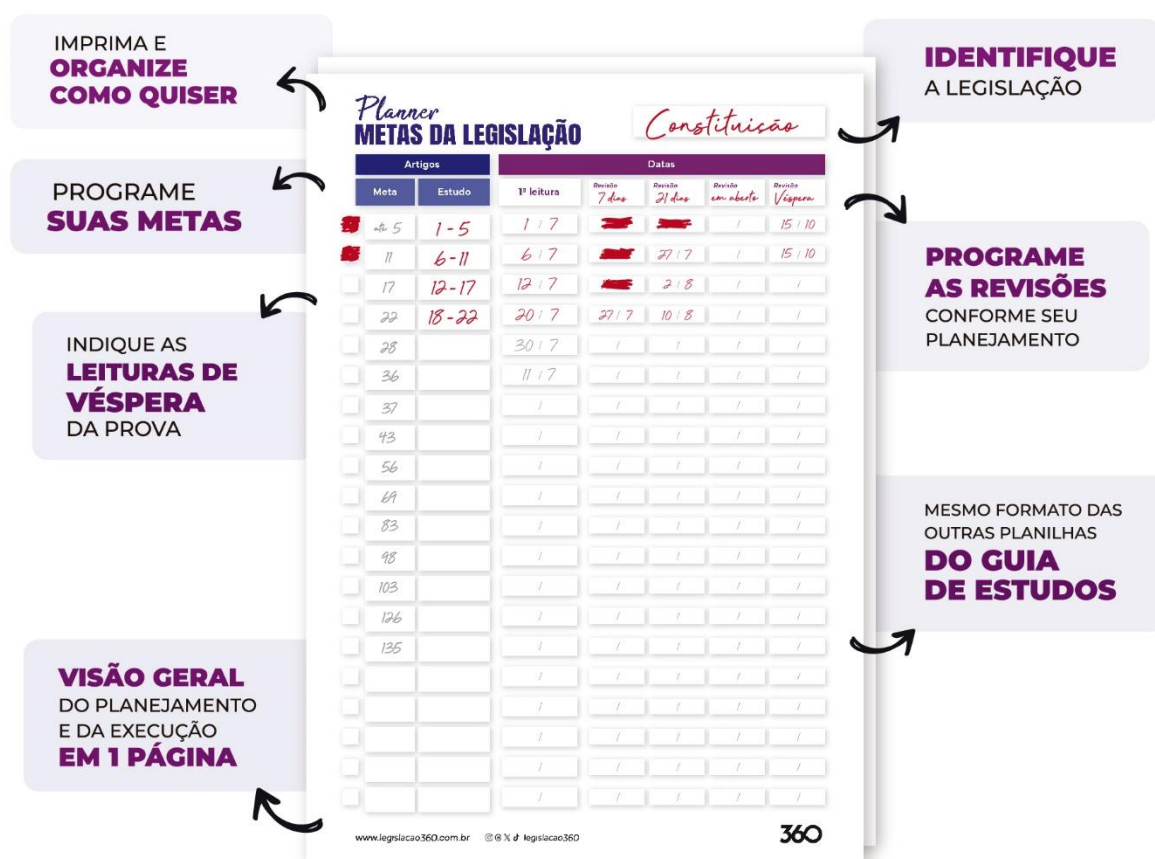 IMPRIMA E
ORGANIZE
COMO QUISER
PROGRAME
SUAS METAS
INDIQUE AS
LEITURAS DE
VÉSPERA
DA PROVA
VISÃO GERAL
DO PLANEJAMENTO
E DA EXECUÇÃO
EM 1 PÁGINA
Planner
METAS DA LEGISLAÇÃO
Constituição
Artigos Datas
Meta Estudo 1ª leitura Revisão 7 dias Revisão 21 dias Revisão em aberto Revisão Véspera
até 5 1 - 5 1 / 7 / 15 / 10
11 6 - 11 6 / 7 27 / 7 / 15 / 10
17 12 - 17 12 / 7 2 / 8 / /
22 18 - 22 20 / 7 27 / 7 10 / 8 / /
28 30 / 7 / / / /
36 11 / 7 / / / /
37 / / / / /
43 / / / / /
56 / / / / /
69 / / / / /
83 / / / / /
98 / / / / /
103 / / / / /
126 / / / / /
135 / / / / /
/ / / / /
/ / / / /
/ / / / /
/ / / / /
/ / / / /
www.legislacao360.com.br legislacao360
360
IDENTIFIQUE
A LEGISLAÇÃO
PROGRAME
AS REVISÕES
CONFORME SEU
PLANEJAMENTO
MESMO FORMATO DAS
OUTRAS PLANILHAS
DO GUIA
DE ESTUDOS